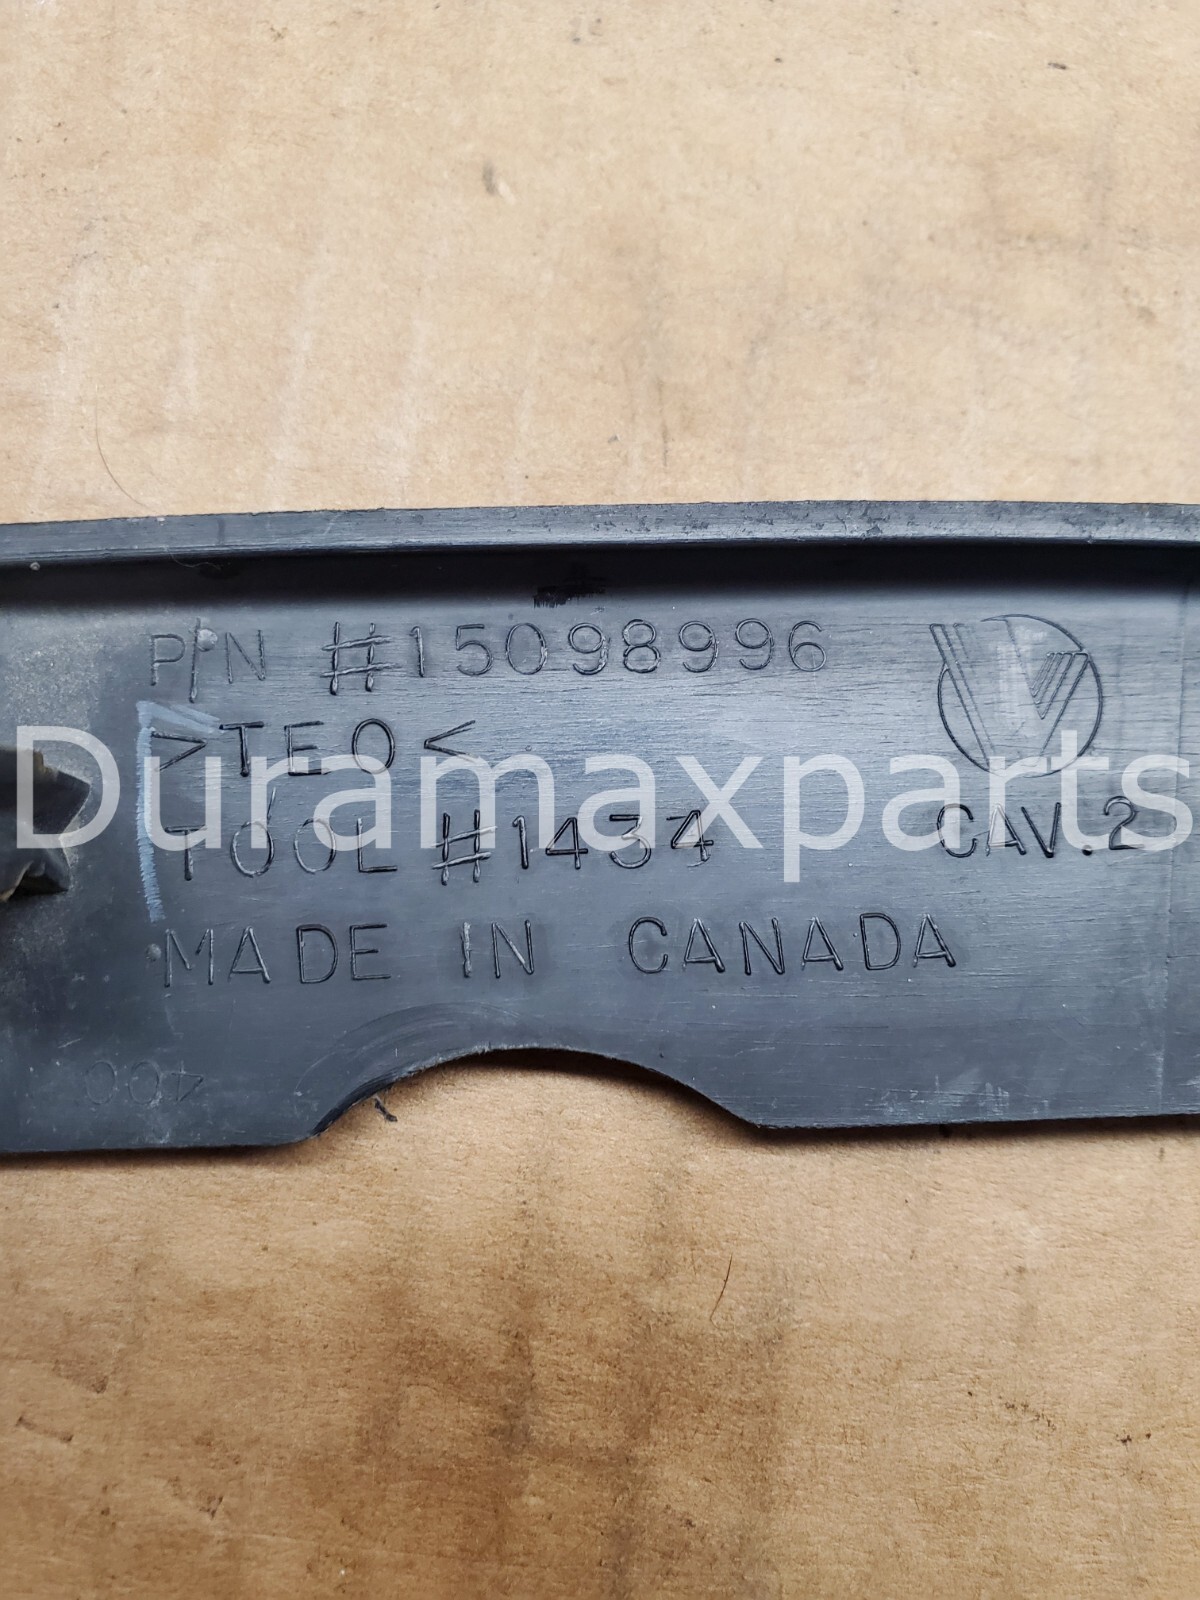 P/N #15098996
>TEO<
Duramaxparts
TOOL #1434 CAV.2
MADE IN CANADA